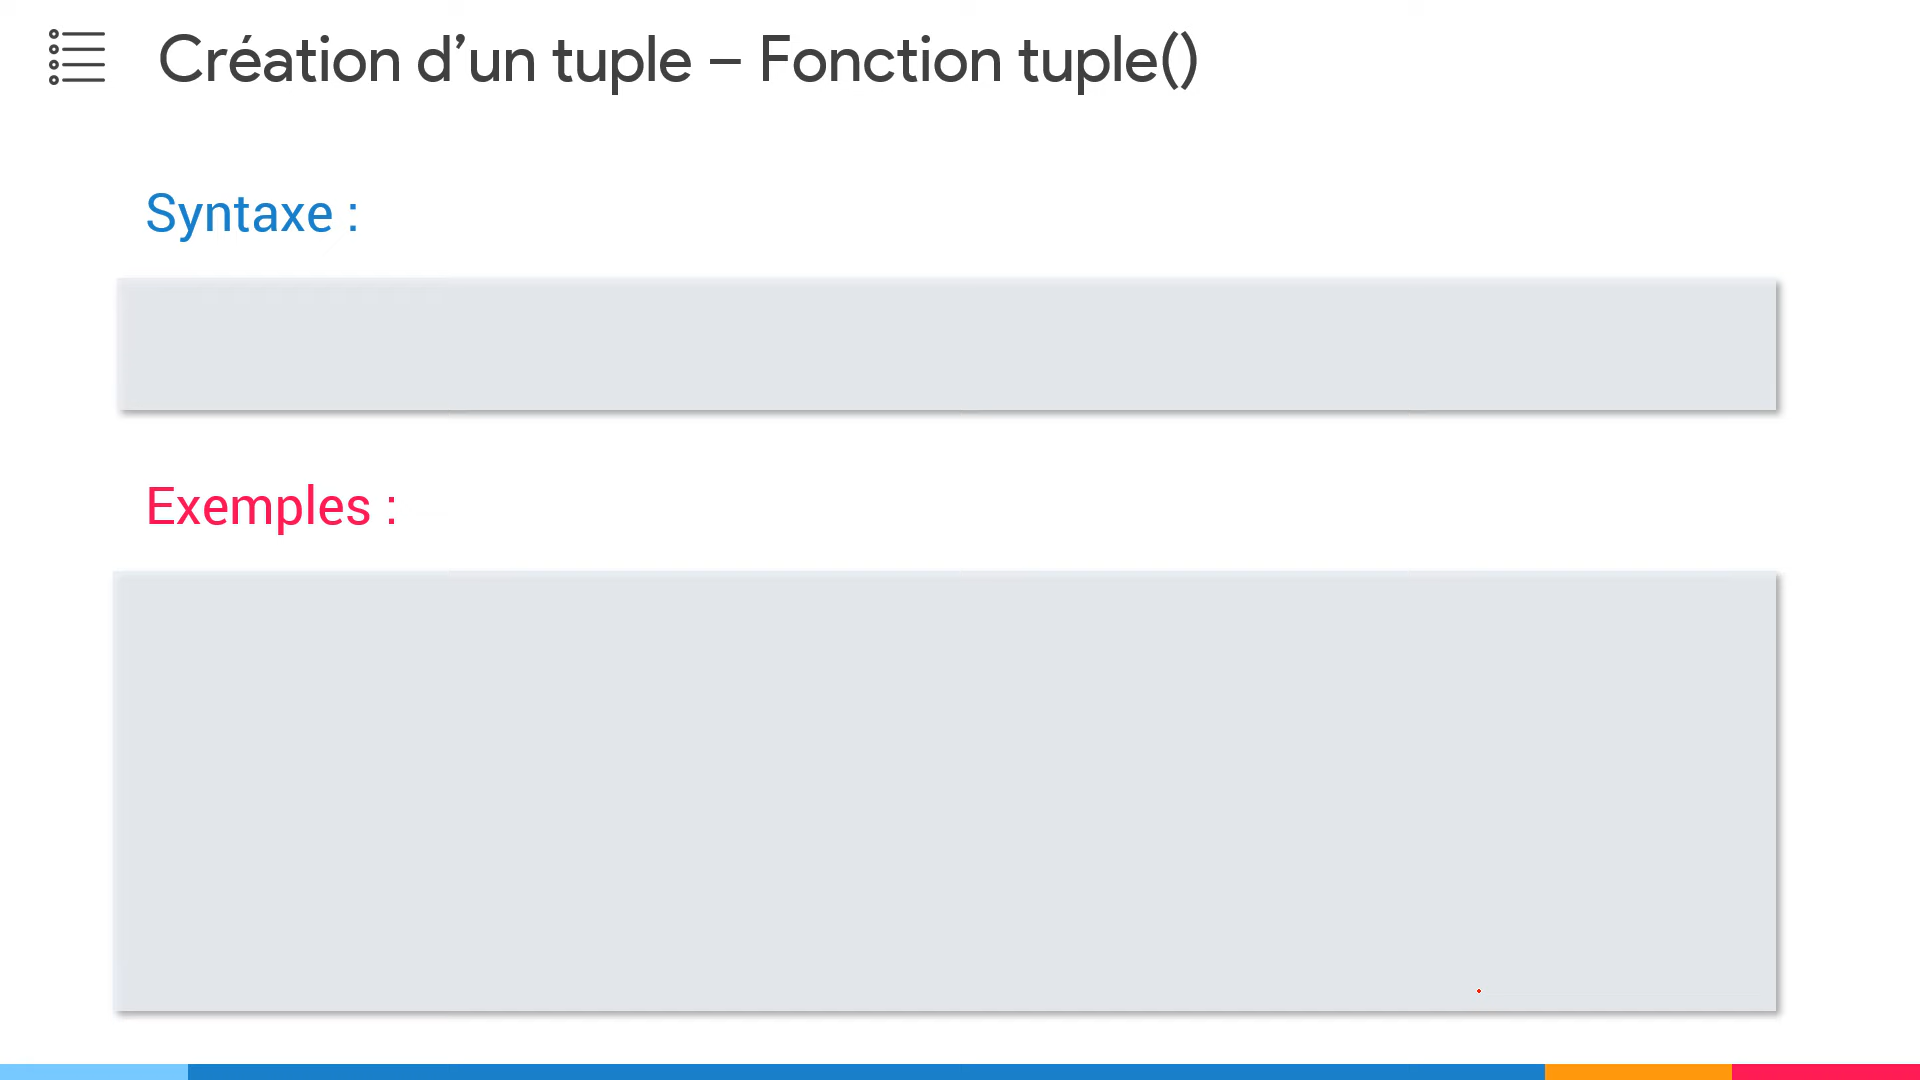 Création d’un tuple – Fonction tuple()
Syntaxe :
Exemples :